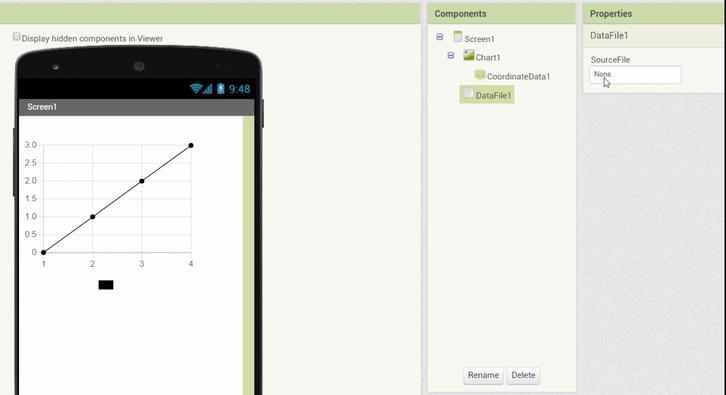 Display hidden components in Viewer
9:48
Screen1
3.0
2.5
2.0
1.5
1.0
0.5
0
1 2 3 4
Components
Screen1
Chart1
CoordinateData1
DataFile1
Rename Delete
Properties
DataFile1
SourceFile
None...